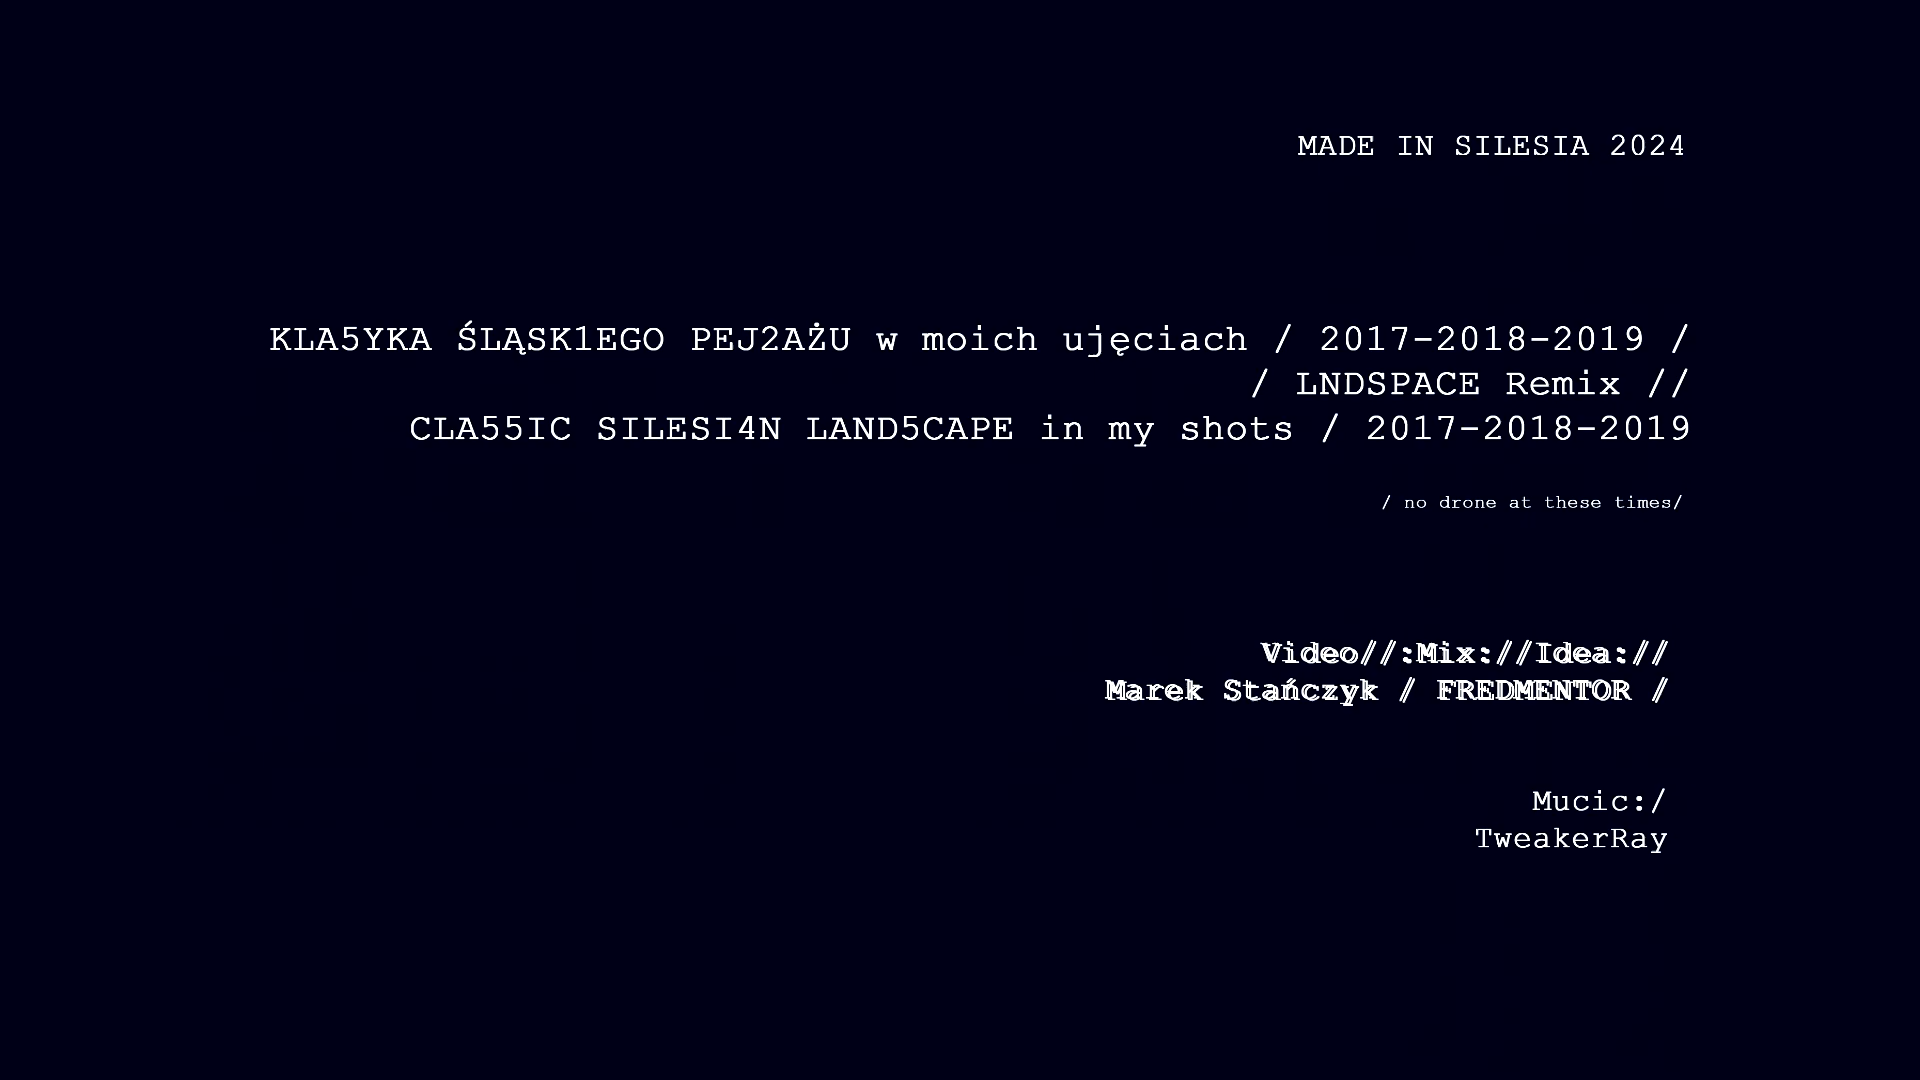 MADE IN SILESIA 2024
KLA5YKA ŚLĄSK1EGO PEJ2AŻU w moich ujęciach / 2017-2018-2019 /
/ LNDSPACE Remix //
CLA55IC SILESI4N LAND5CAPE in my shots / 2017-2018-2019
/ no drone at these times/
Video//:Mix://Idea://
Marek Stańczyk / FREDMENTOR /
Mucic:/
TweakerRay